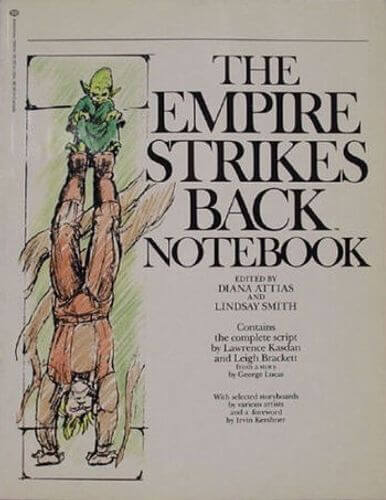 THE
EMPIRE
STRIKES
BACK™
NOTEBOOK
EDITED BY
DIANA ATTIAS
AND
LINDSAY SMITH
Contains
the complete script
by Lawrence Kasdan
and Leigh Brackett
from a story
by George Lucas
With selected storyboards
by various artists
and a foreword
by Irvin Kershner